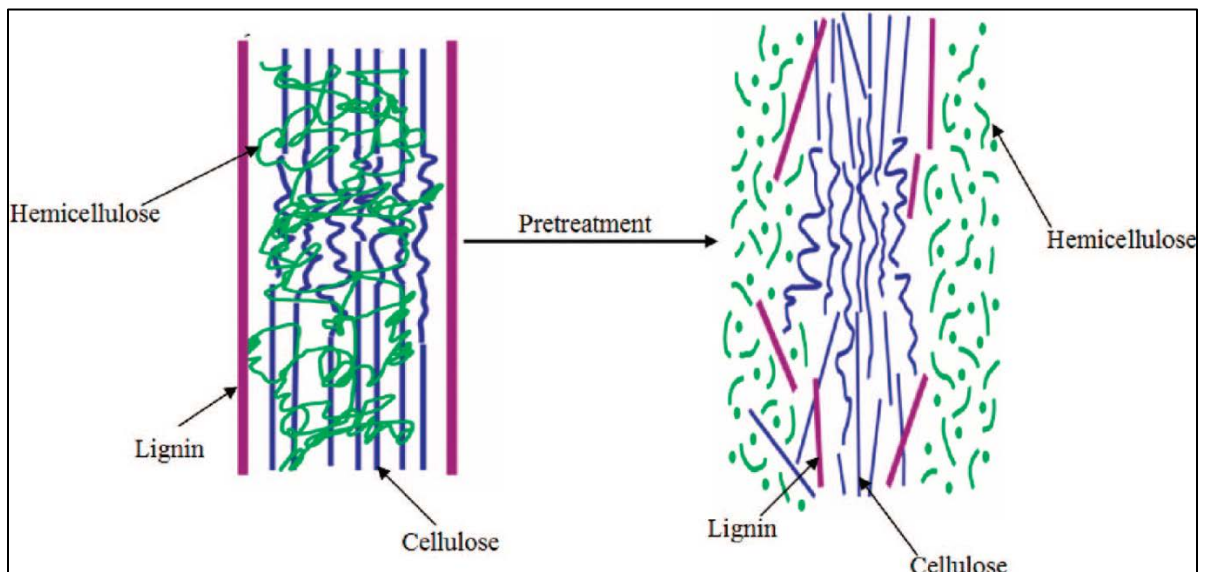 Hemicellulose
Lignin
Cellulose
Pretreatment
Hemicellulose
Lignin
Cellulose